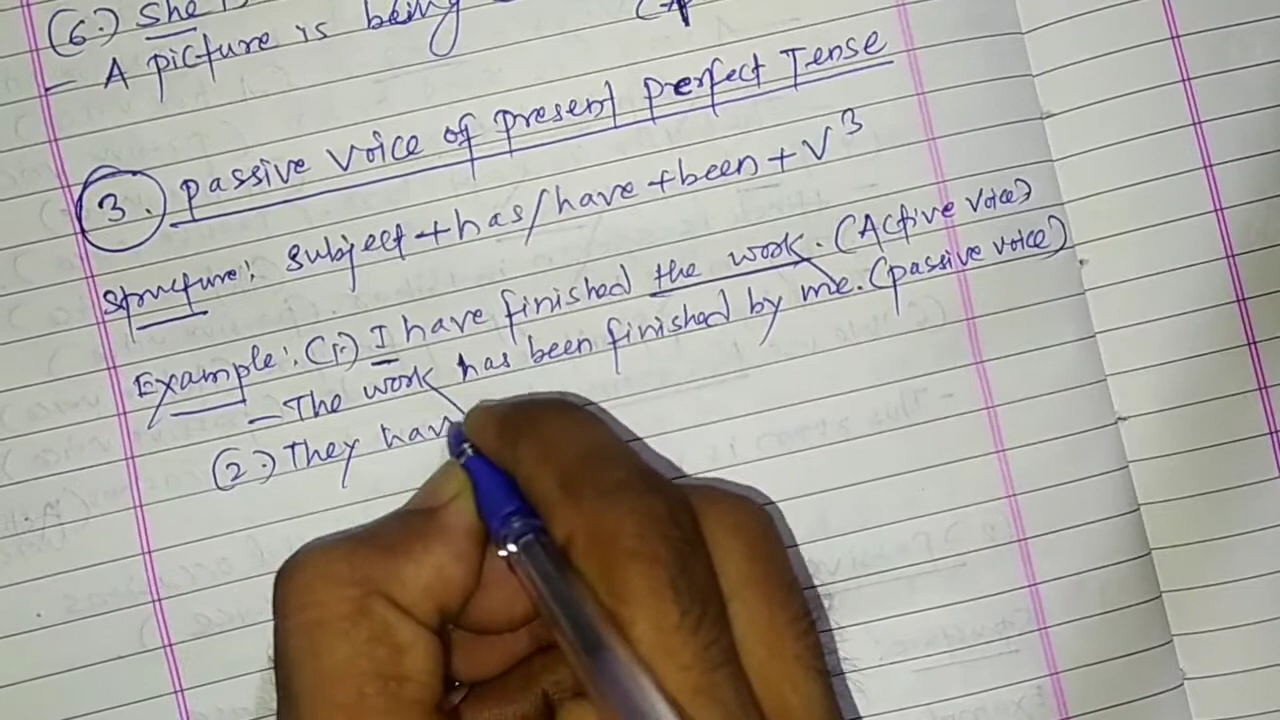 (6.) She
- A picture is being
3. passive voice of present perfect Tense
structure:. subject + has/have + been + V3
Example:. (1.) I have finished the work. (Active voice)
- The work has been finished by me. (passive voice)
(2.) They hav